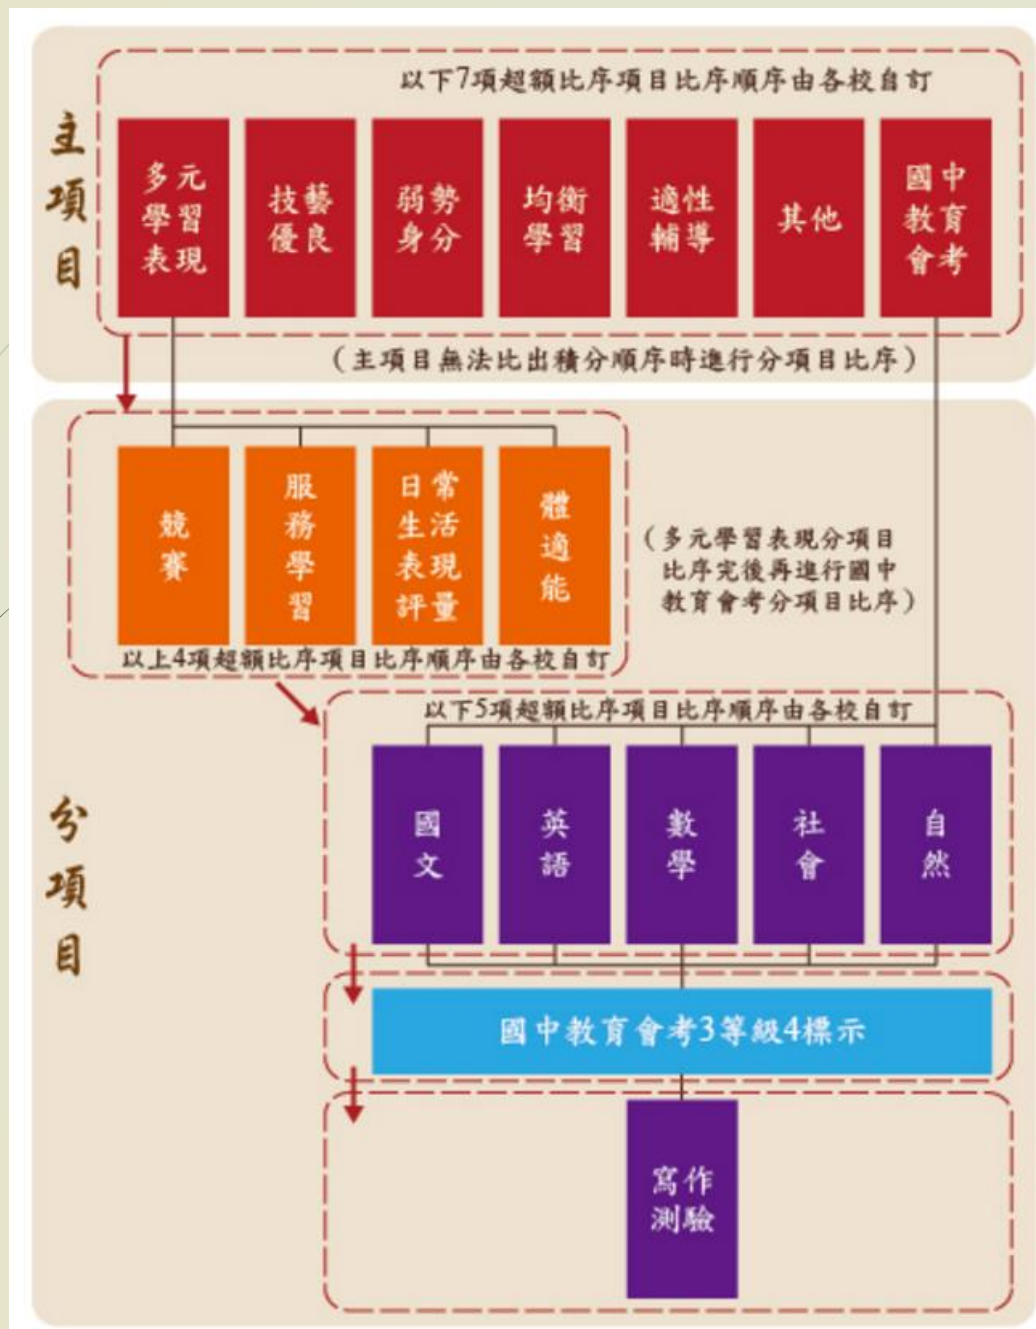 主項目
以下7項超額比序項目比序順序由各校自訂
多元
學習
表現
技藝
優良
弱勢
身分
均衡
學習
適性
輔導
其他
國中
教育
會考
(主項目無法比出積分順序時進行分項目比序)
分項目
競賽
服務學習
日常
生活
表現
評量
體適能
(多元學習表現分項目
比序完後再進行國中
教育會考分項目比序)
以上4項超額比序項目比序順序由各校自訂
以下5項超額比序項目比序順序由各校自訂
國文
英語
數學
社會
自然
國中教育會考3等級4標示
寫作
測驗